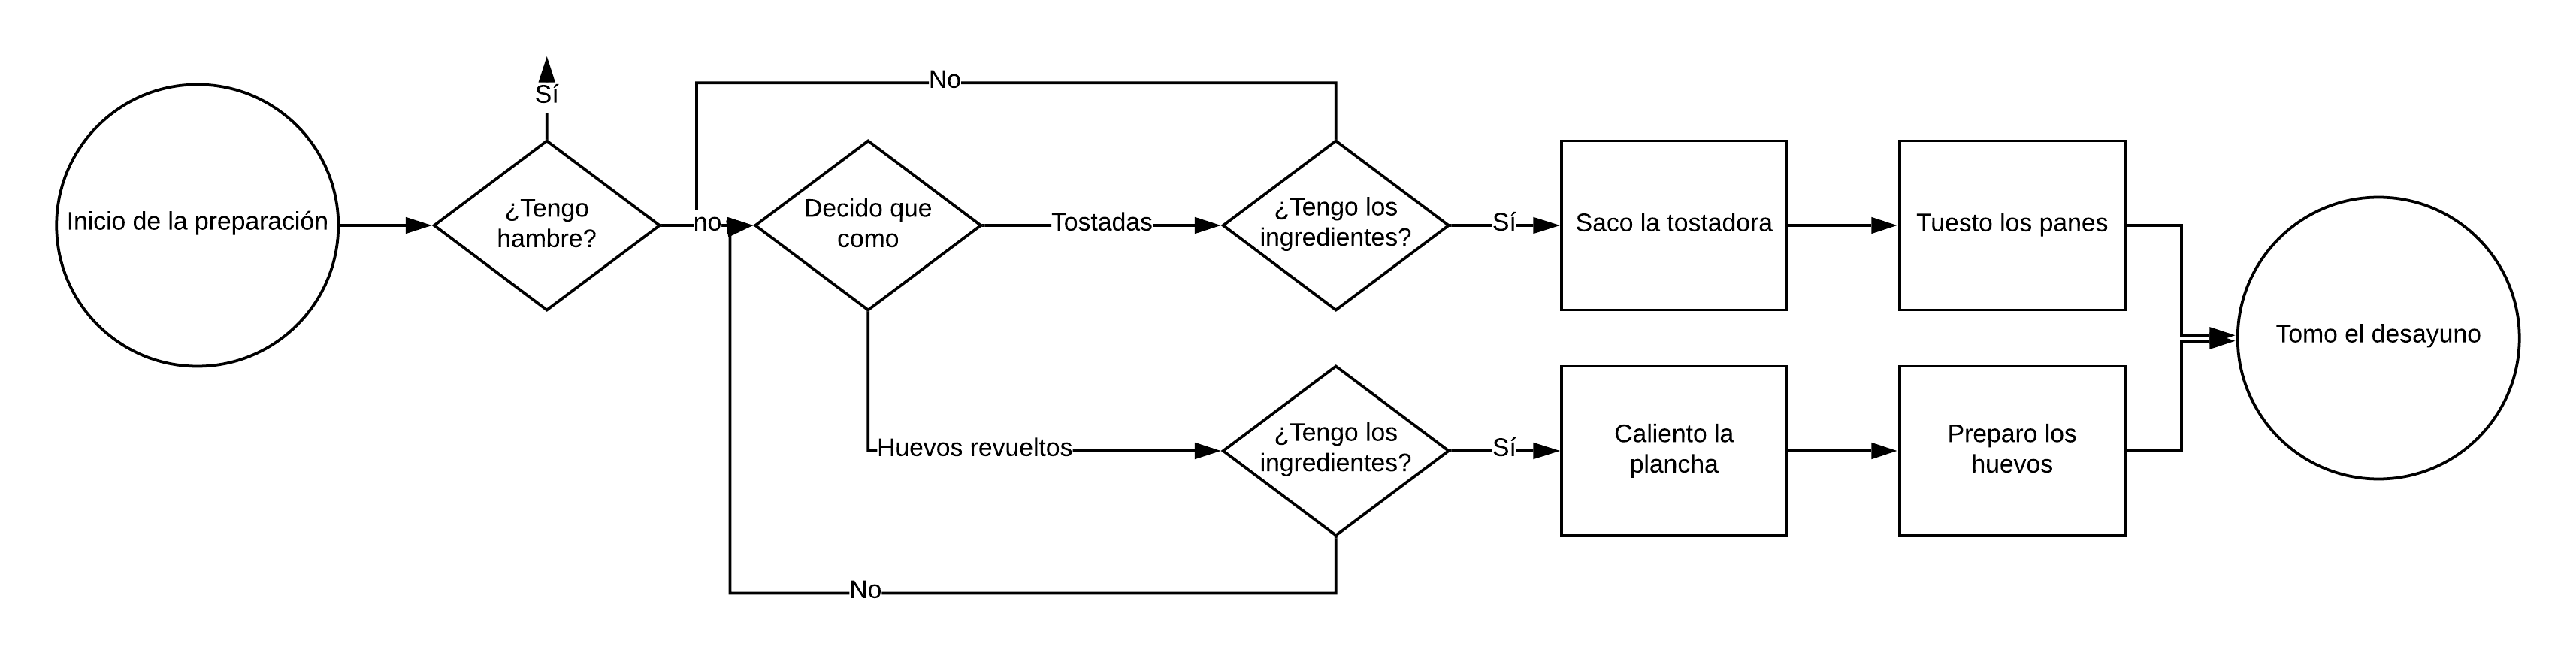 No
Sí
Inicio de la preparación
¿Tengo
hambre?
no
Decido que
como
Tostadas
¿Tengo los
ingredientes?
Sí
Saco la tostadora
Tuesto los panes
Tomo el desayuno
Huevos revueltos
¿Tengo los
ingredientes?
Sí
Caliento la
plancha
Preparo los
huevos
No